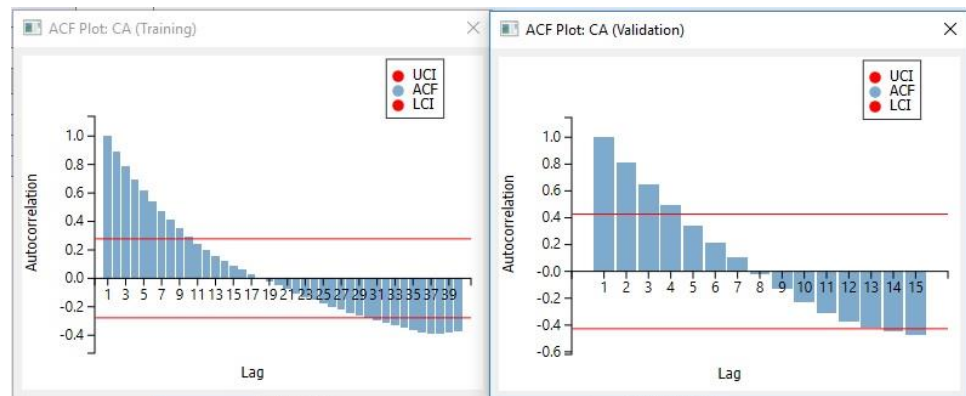 ACF Plot: CA (Training)
UCI
ACF
LCI
1.0
0.8
0.6
0.4
0.2
0.0
-0.2
-0.4
Autocorrelation
1 3 5 7 9 11 13 15 17 19 21 23 25 27 29 31 33 35 37 39
Lag
ACF Plot: CA (Validation)
UCI
ACF
LCI
1.0
0.8
0.6
0.4
0.2
-0.0
-0.2
-0.4
-0.6
Autocorrelation
1 2 3 4 5 6 7 8 9 10 11 12 13 14 15
Lag